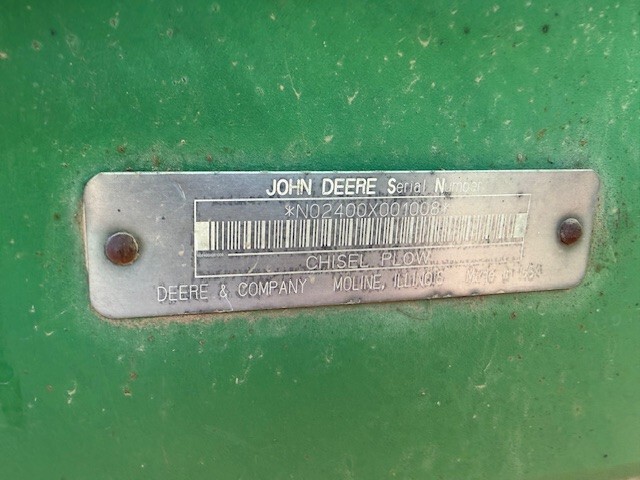 JOHN DEERE Serial Number
*N02400X001008*
CHISEL PLOW
DEERE & COMPANY MOLINE, ILLINOIS